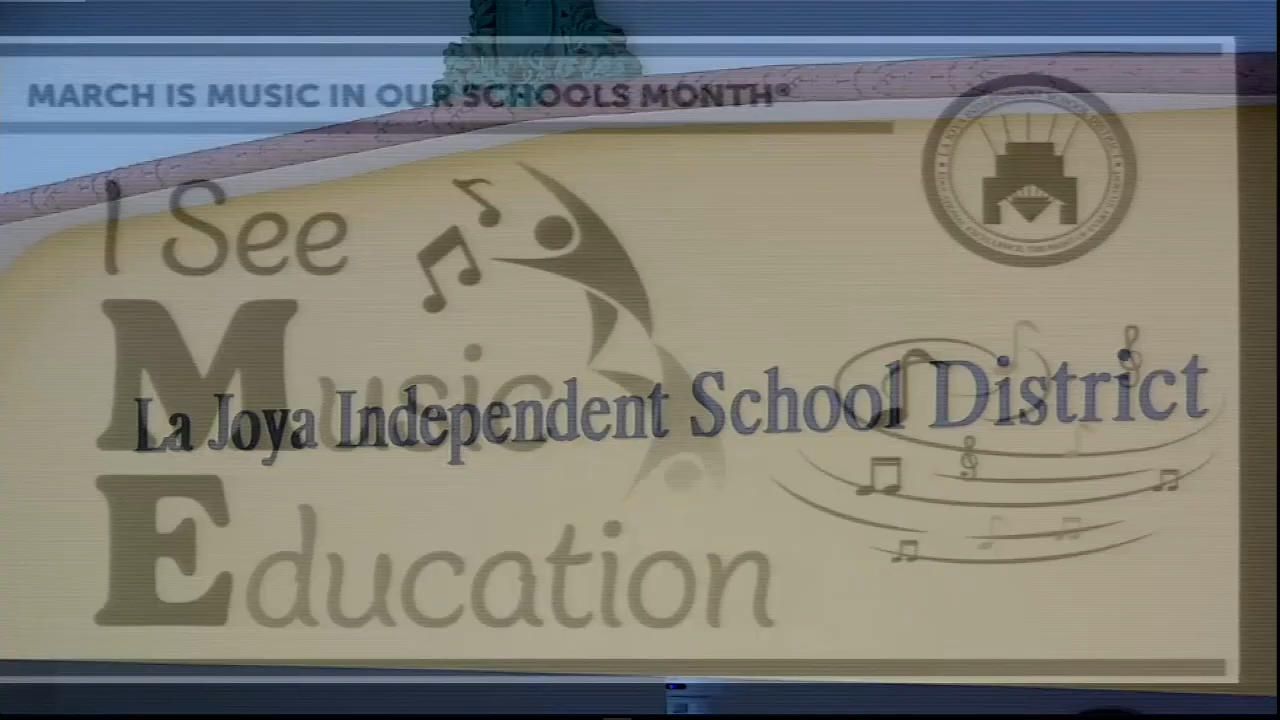 MARCH IS MUSIC IN OUR SCHOOLS MONTH®
I See
Music
La Joya Independent School District
Education